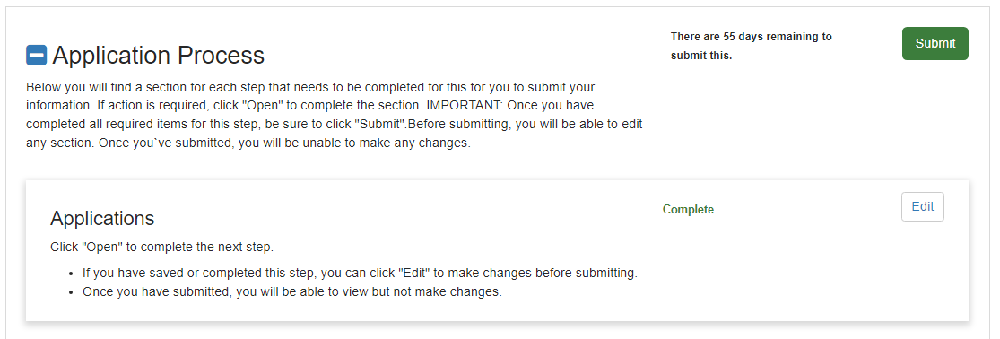 Application Process
There are 55 days remaining to
submit this.
Submit
Below you will find a section for each step that needs to be completed for this for you to submit your
information. If action is required, click "Open" to complete the section. IMPORTANT: Once you have
completed all required items for this step, be sure to click "Submit".Before submitting, you will be able to edit
any section. Once you`ve submitted, you will be unable to make any changes.
Applications
Complete
Edit
Click "Open" to complete the next step.
• If you have saved or completed this step, you can click "Edit" to make changes before submitting.
• Once you have submitted, you will be able to view but not make changes.